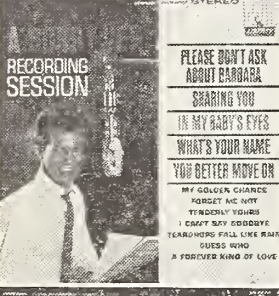 STEREO
LIBERTY
RECORDING
SESSION
PLEASE DON'T ASK
ABOUT BARBARA
SHARING YOU
IN MY BABY'S EYES
WHAT'S YOUR NAME
YOU BETTER MOVE ON
MY GOLDEN CHANCE
FORGET ME NOT
TENDERLY YOURS
I CAN'T SAY GOODBYE
TEARDROPS FALL LIKE RAIN
GUESS WHO
A FOREVER KIND OF LOVE